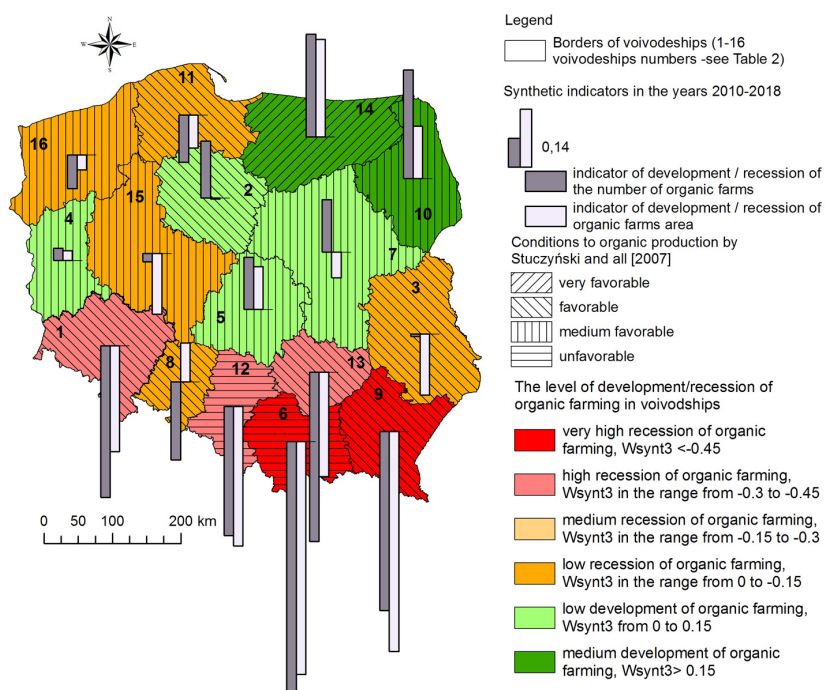 N
W
E
S
11
14
16
15
2
10
4
7
3
5
1
8
12
13
6
9
0 50 100 200 km
Legend
Borders of voivodeships (1-16
voivodeships numbers -see Table 2)
Synthetic indicators in the years 2010-2018
0,14
indicator of development / recession of
the number of organic farms
indicator of development / recession of
organic farms area
Conditions to organic production by
Stuczyński and all [2007]
very favorable
favorable
medium favorable
unfavorable
The level of development/recession of
organic farming in voivodships
very high recession of organic
farming, Wsynt3 <-0.45
high recession of organic farming,
Wsynt3 in the range from -0.3 to -0.45
medium recession of organic farming,
Wsynt3 in the range from -0.15 to -0.3
low recession of organic farming,
Wsynt3 in the range from 0 to -0.15
low development of organic farming,
Wsynt3 from 0 to 0.15
medium development of organic
farming, Wsynt3> 0.15